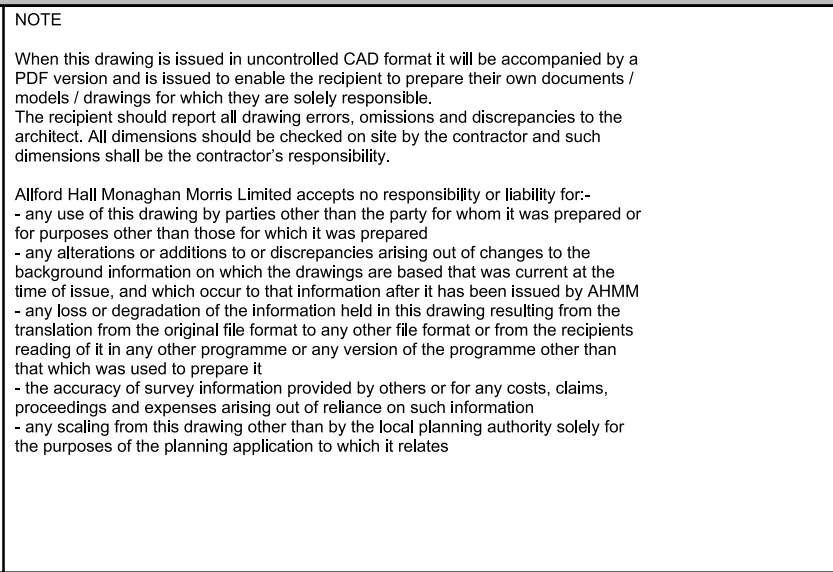 NOTE
When this drawing is issued in uncontrolled CAD format it will be accompanied by a
PDF version and is issued to enable the recipient to prepare their own documents /
models / drawings for which they are solely responsible.
The recipient should report all drawing errors, omissions and discrepancies to the
architect. All dimensions should be checked on site by the contractor and such
dimensions shall be the contractor’s responsibility.
Allford Hall Monaghan Morris Limited accepts no responsibility or liability for:-
- any use of this drawing by parties other than the party for whom it was prepared or
for purposes other than those for which it was prepared
- any alterations or additions to or discrepancies arising out of changes to the
background information on which the drawings are based that was current at the
time of issue, and which occur to that information after it has been issued by AHMM
- any loss or degradation of the information held in this drawing resulting from the
translation from the original file format to any other file format or from the recipients
reading of it in any other programme or any version of the programme other than
that which was used to prepare it
- the accuracy of survey information provided by others or for any costs, claims,
proceedings and expenses arising out of reliance on such information
- any scaling from this drawing other than by the local planning authority solely for
the purposes of the planning application to which it relates